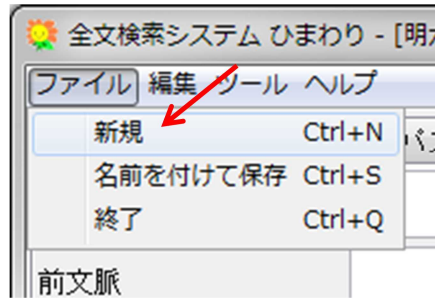 全文検索システム ひまわり - [明
ファイル 編集 ツール ヘルプ
新規 Ctrl+N
名前を付けて保存 Ctrl+S
終了 Ctrl+Q
前文脈